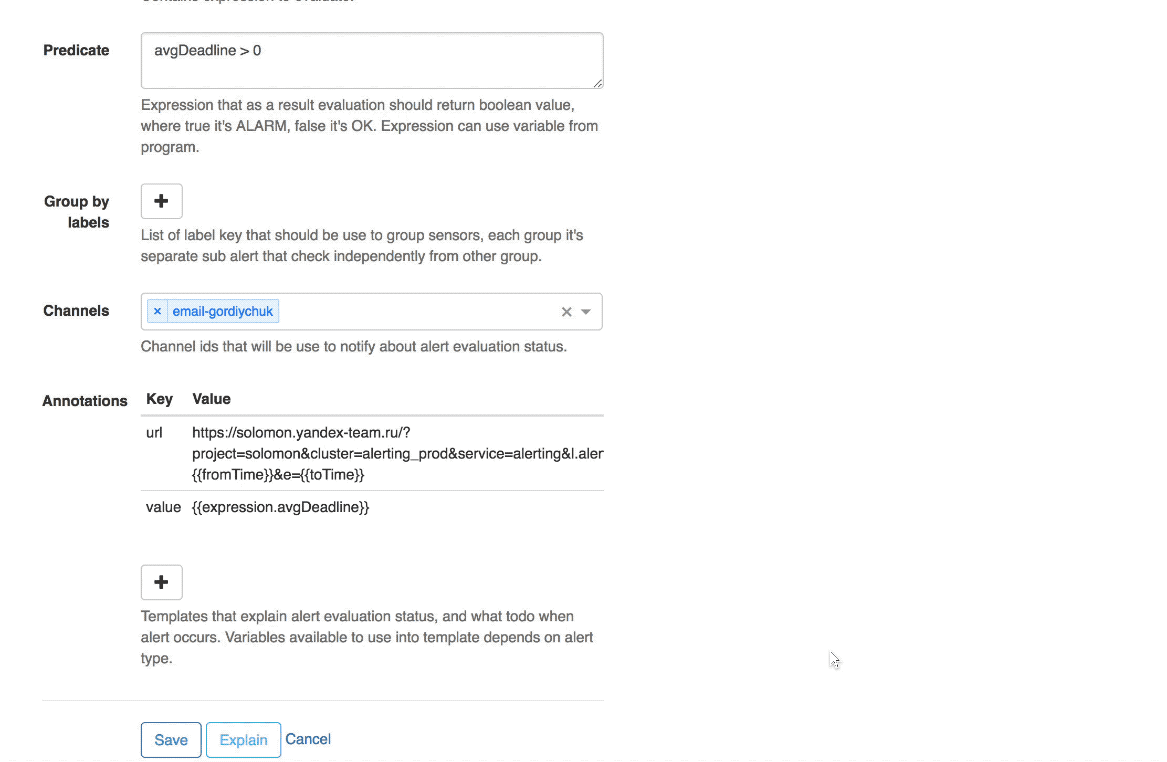 Predicate
avgDeadline > 0
Expression that as a result evaluation should return boolean value,
where true it's ALARM, false it's OK. Expression can use variable from
program.
Group by
labels
List of label key that should be use to group sensors, each group it's
separate sub alert that check independently from other group.
Channels
× email-gordiychuk
Channel ids that will be use to notify about alert evaluation status.
Annotations
Key Value
url https://solomon.yandex-team.ru/?
project=solomon&cluster=alerting_prod&service=alerting&l.aler
{{fromTime}}&e={{toTime}}
value {{expression.avgDeadline}}
Templates that explain alert evaluation status, and what todo when
alert occurs. Variables available to use into template depends on alert
type.
Save Explain Cancel